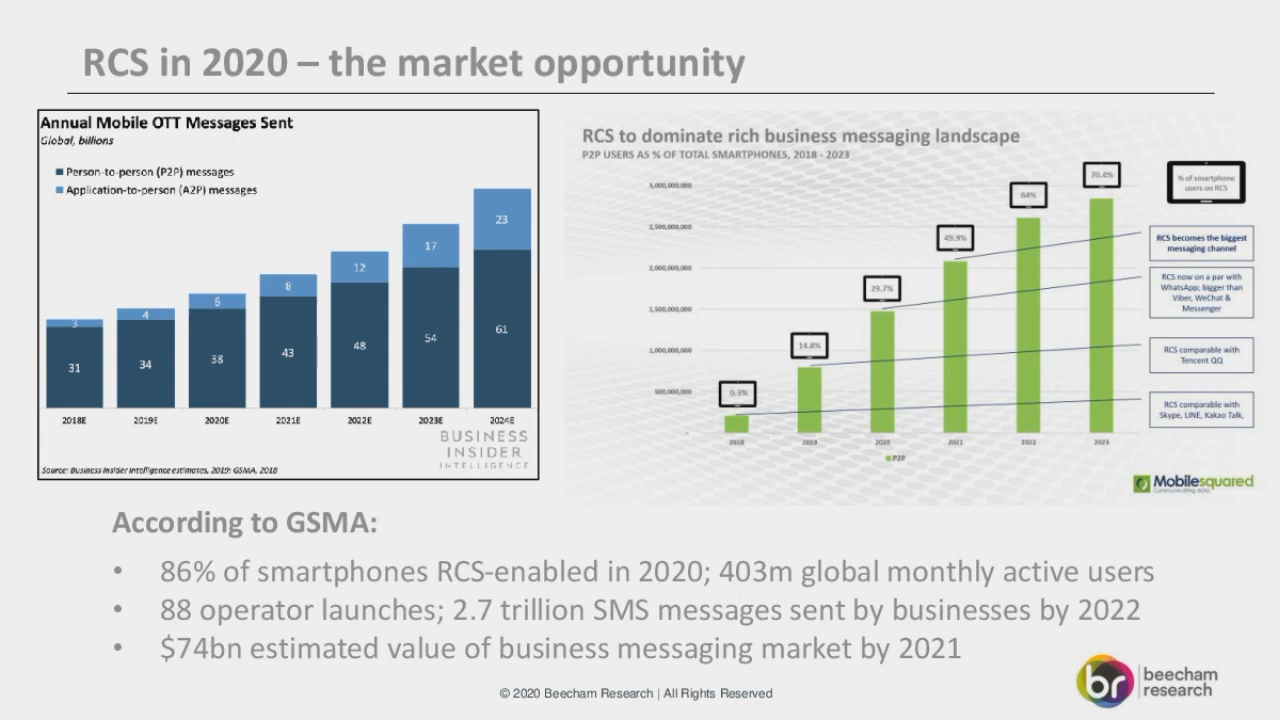 RCS in 2020 – the market opportunity
Annual Mobile OTT Messages Sent
Global, billions
Person-to-person (P2P) messages
Application-to-person (A2P) messages
3
4
6
8
12
17
23
31
34
38
43
48
54
61
2018E
2019E
2020E
2021E
2022E
2023E
2024E
BUSINESS
INSIDER
INTELLIGENCE
Source: Business Insider Intelligence estimates, 2019; GSMA, 2018
RCS to dominate rich business messaging landscape
P2P USERS AS % OF TOTAL SMARTPHONES, 2018 - 2023
3,000,000,000
2,500,000,000
2,000,000,000
1,500,000,000
1,000,000,000
500,000,000
-
0.3%
14.8%
29.7%
49.9%
64%
70.4%
2018
2019
2020
2021
2022
2023
P2P
% of smartphone
users on RCS
RCS becomes the biggest
messaging channel
RCS now on a par with
WhatsApp; bigger than
Viber, WeChat &
Messenger
RCS comparable with
Tencent QQ
RCS comparable with
Skype, LINE, Kakao Talk,
Mobilesquared
Communicating data
According to GSMA:
• 86% of smartphones RCS-enabled in 2020; 403m global monthly active users
• 88 operator launches; 2.7 trillion SMS messages sent by businesses by 2022
• $74bn estimated value of business messaging market by 2021
© 2020 Beecham Research | All Rights Reserved
br
beecham
research